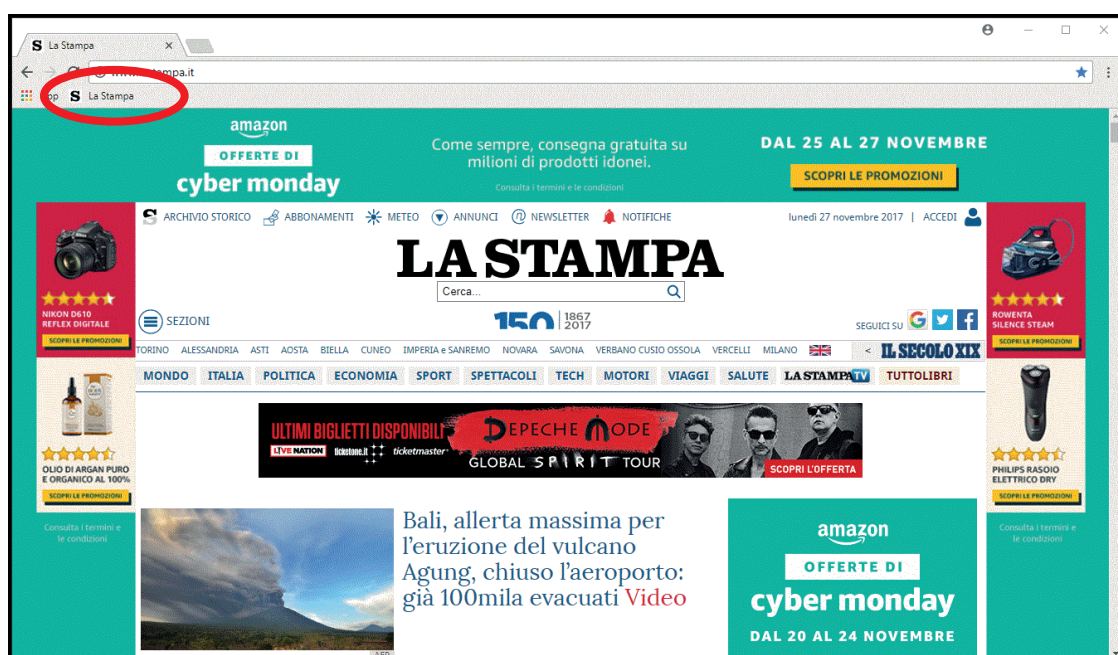 S La Stampa
stampa.it
S La Stampa
amazon
OFFERTE DI
cyber monday
Come sempre, consegna gratuita su
milioni di prodotti idonei.
Consulta i termini e le condizioni
DAL 25 AL 27 NOVEMBRE
SCOPRI LE PROMOZIONI
S ARCHIVIO STORICO ABBONAMENTI METEO ANNUNCI @ NEWSLETTER NOTIFICHE lunedì 27 novembre 2017 | ACCEDI
LA STAMPA
Cerca...
SEZIONI
150 1867
2017
SEGUICI SU G f
TORINO ALESSANDRIA ASTI AOSTA BIELLA CUNEO IMPERIA e SANREMO NOVARA SAVONA VERBANO CUSIO OSSOLA VERCELLI MILANO < IL SECOLO XIX
MONDO ITALIA POLITICA ECONOMIA SPORT SPETTACOLI TECH MOTORI VIAGGI SALUTE LA STAMPA TV TUTTOLIBRI
NIKON D610
REFLEX DIGITALE
SCOPRI LE PROMOZIONI
OLIO DI ARGAN PURO
E ORGANICO AL 100%
SCOPRI LE PROMOZIONI
Consulta i termini e
le condizioni
ULTIMI BIGLIETTI DISPONIBILI
LIVE NATION ticketone.it ticketmaster
DEPECHE MODE
GLOBAL SPIRIT TOUR
SCOPRI L'OFFERTA
Bali, allerta massima per
l'eruzione del vulcano
Agung, chiuso l'aeroporto:
già 100mila evacuati Video
AFP
amazon
OFFERTE DI
cyber monday
DAL 20 AL 24 NOVEMBRE
ROWENTA
SILENCE STEAM
SCOPRI LE PROMOZIONI
PHILIPS RASOIO
ELETTRICO DRY
SCOPRI LE PROMOZIONI
Consulta i termini e
le condizioni